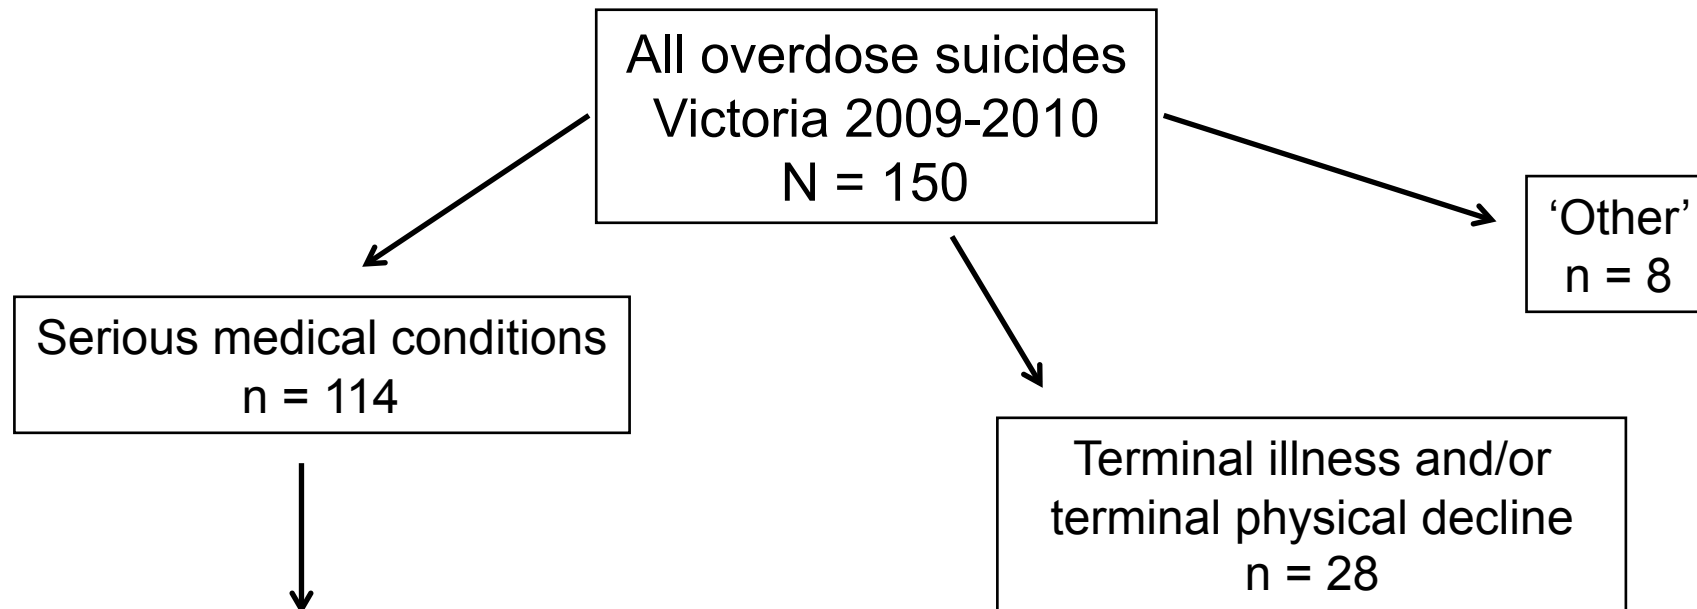 All overdose suicides
Victoria 2009-2010
N = 150
‘Other’
n = 8
Serious medical conditions
n = 114
Terminal illness and/or
terminal physical decline
n = 28